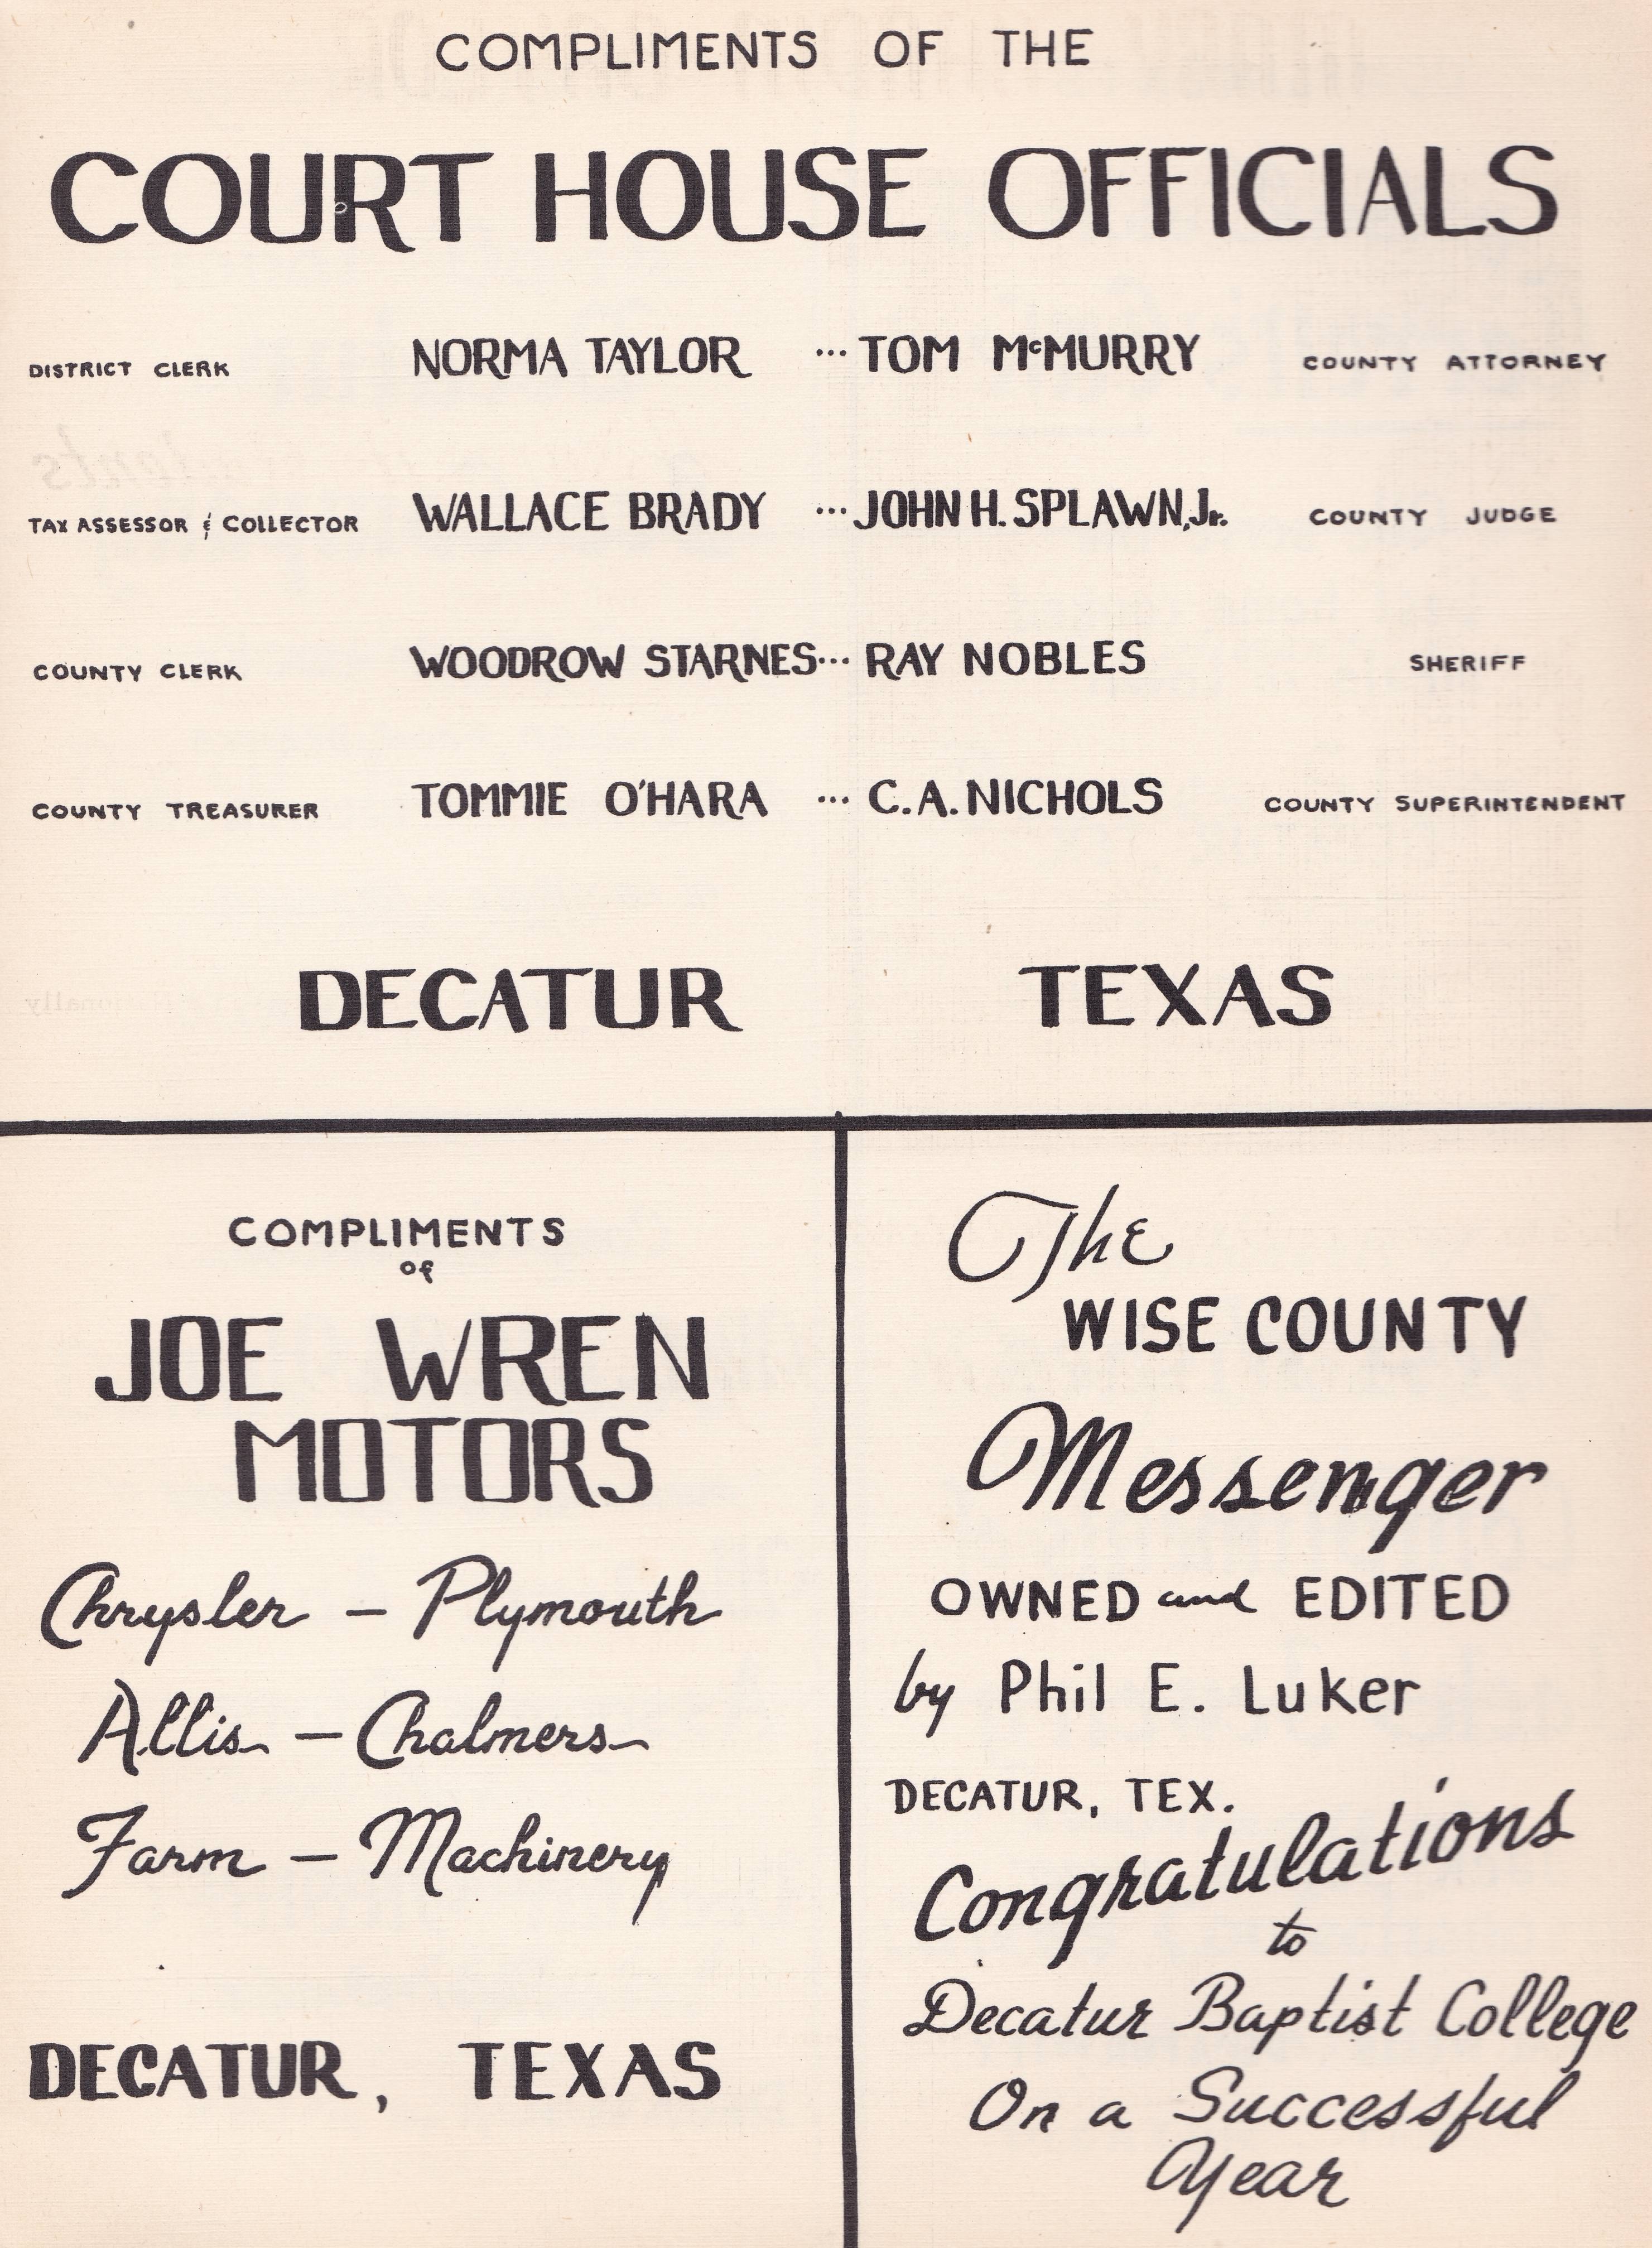 COMPLIMENTS OF THE
COURT HOUSE OFFICIALS
DISTRICT CLERK NORMA TAYLOR ... TOM McMURRY COUNTY ATTORNEY
TAX ASSESSOR & COLLECTOR WALLACE BRADY ... JOHN H. SPLAWN, Jr. COUNTY JUDGE
COUNTY CLERK WOODROW STARNES ... RAY NOBLES SHERIFF
COUNTY TREASURER TOMMIE O'HARA ... C. A. NICHOLS COUNTY SUPERINTENDENT
DECATUR TEXAS
COMPLIMENTS
of
JOE WREN
MOTORS
Chrysler — Plymouth
Allis — Chalmers
Farm — Machinery
DECATUR, TEXAS
The
WISE COUNTY
Messenger
OWNED and EDITED
by Phil E. Luker
DECATUR, TEX.
Congratulations
to
Decatur Baptist College
On a Successful
Year